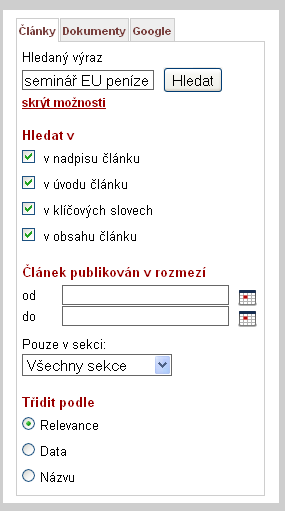 Články Dokumenty Google
Hledaný výraz
seminář EU peníze Hledat
skrýt možnosti
Hledat v
v nadpisu článku
v úvodu článku
v klíčových slovech
v obsahu článku
Článek publikován v rozmezí
od
do
Pouze v sekci:
Všechny sekce
Třidit podle
Relevance
Data
Názvu